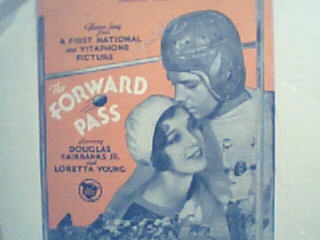 Theme Song
from
A FIRST NATIONAL
and VITAPHONE
PICTURE
The
FORWARD
PASS
starring
DOUGLAS
FAIRBANKS JR.
and
LORETTA YOUNG